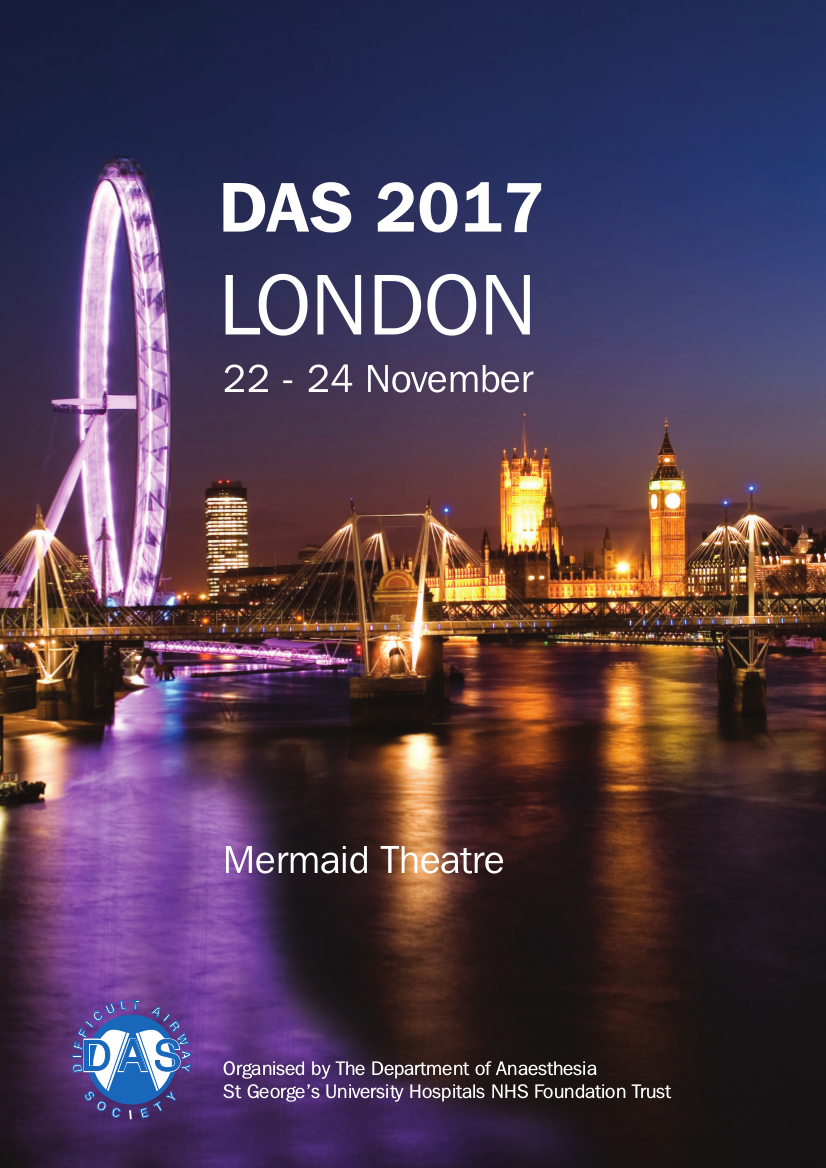 DAS 2017
LONDON
22 - 24 November
Mermaid Theatre
DIFFICULT AIRWAY
DAS
SOCIETY
Organised by The Department of Anaesthesia
St George’s University Hospitals NHS Foundation Trust